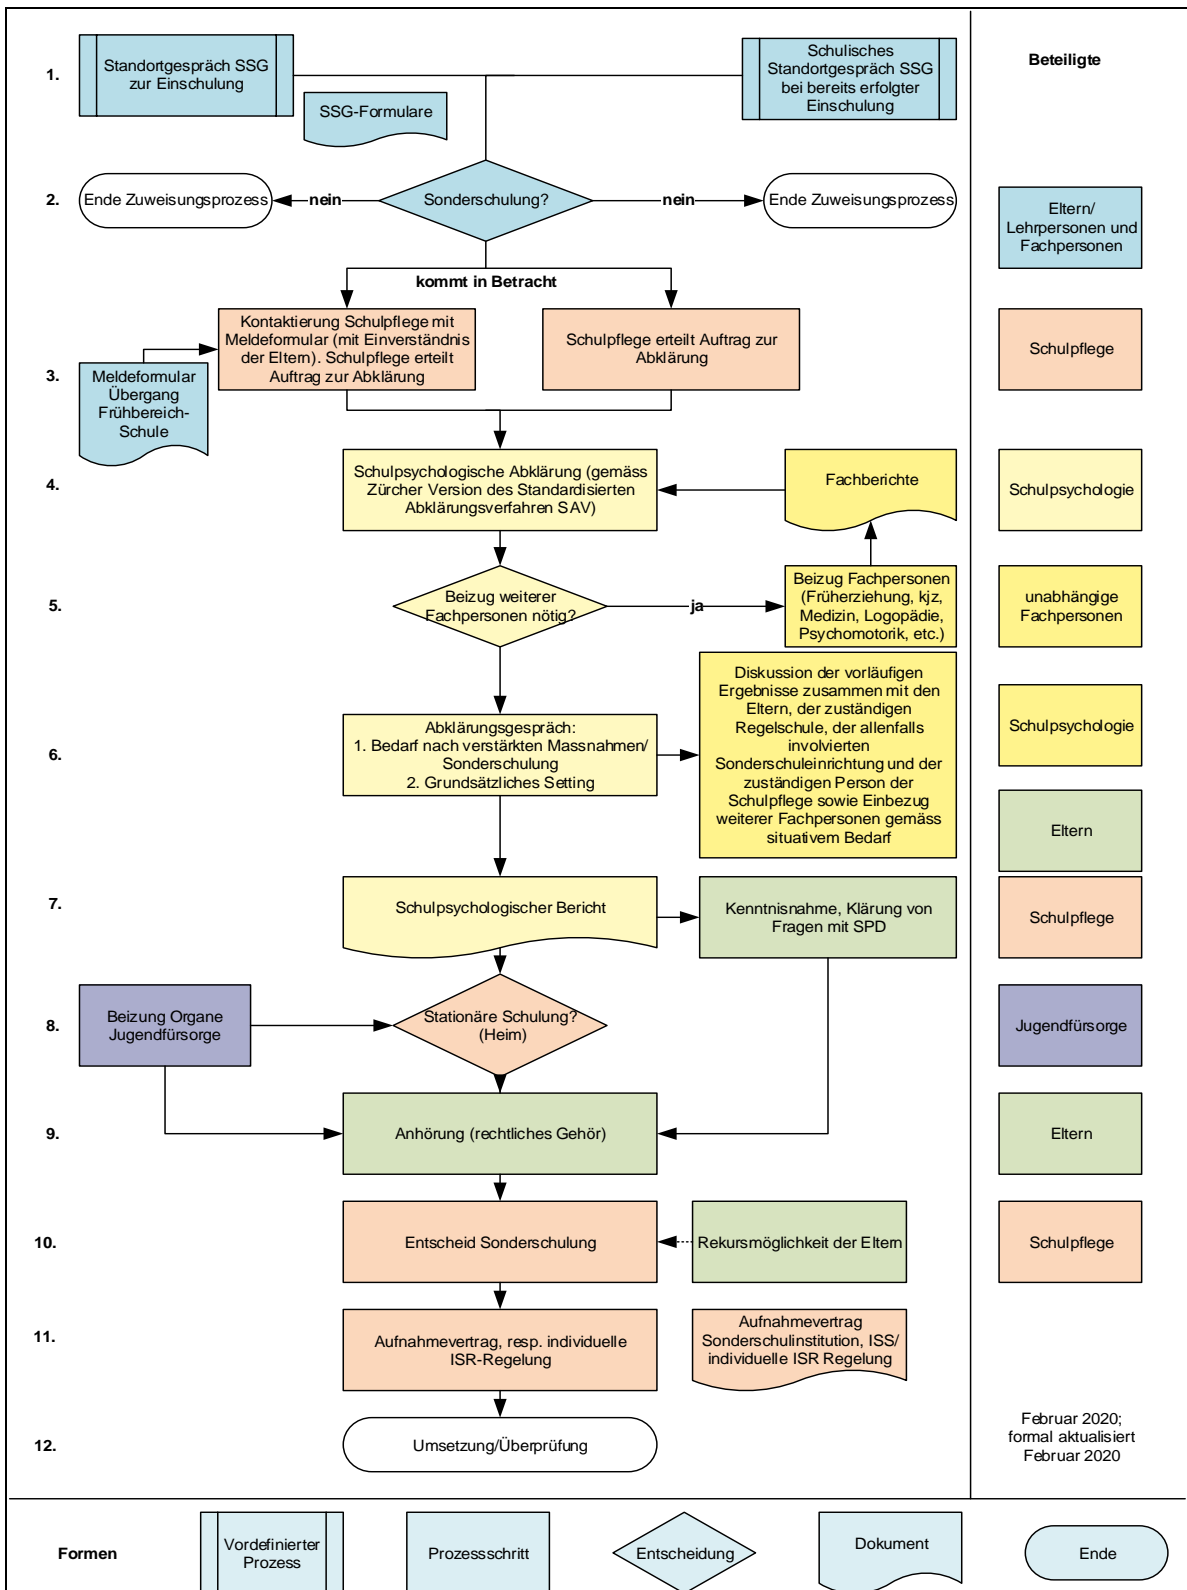 Beteiligte
1.
Standortgespräch SSG
zur Einschulung
SSG-Formulare
Schulisches
Standortgespräch SSG
bei bereits erfolgter
Einschulung
2.
Ende Zuweisungsprozess
nein
Sonderschulung?
nein
Ende Zuweisungsprozess
Eltern/
Lehrpersonen und
Fachpersonen
kommt in Betracht
3.
Meldeformular
Übergang
Frühbereich-
Schule
Kontaktierung Schulpflege mit
Meldeformular (mit Einverständnis
der Eltern). Schulpflege erteilt
Auftrag zur Abklärung
Schulpflege erteilt Auftrag zur
Abklärung
Schulpflege
4.
Schulpsychologische Abklärung (gemäss
Zürcher Version des Standardisierten
Abklärungsverfahren SAV)
Fachberichte
Schulpsychologie
5.
Beizug weiterer
Fachpersonen nötig?
ja
Beizug Fachpersonen
(Früherziehung, kjz,
Medizin, Logopädie,
Psychomotorik, etc.)
unabhängige
Fachpersonen
6.
Abklärungsgespräch:
1. Bedarf nach verstärkten Massnahmen/
Sonderschulung
2. Grundsätzliches Setting
Diskussion der vorläufigen
Ergebnisse zusammen mit den
Eltern, der zuständigen
Regelschule, der allenfalls
involvierten
Sonderschuleinrichtung und der
zuständigen Person der
Schulpflege sowie Einbezug
weiterer Fachpersonen gemäss
situativem Bedarf
Schulpsychologie
Eltern
7.
Schulpsychologischer Bericht
Kenntnisnahme, Klärung von
Fragen mit SPD
Schulpflege
8.
Beizung Organe
Jugendfürsorge
Stationäre Schulung?
(Heim)
Jugendfürsorge
9.
Anhörung (rechtliches Gehör)
Eltern
10.
Entscheid Sonderschulung
Rekursmöglichkeit der Eltern
Schulpflege
11.
Aufnahmevertrag, resp. individuelle
ISR-Regelung
Aufnahmevertrag
Sonderschulinstitution, ISS/
individuelle ISR Regelung
12.
Umsetzung/Überprüfung
Februar 2020;
formal aktualisiert
Februar 2020
Formen
Vordefinierter
Prozess
Prozessschritt
Entscheidung
Dokument
Ende